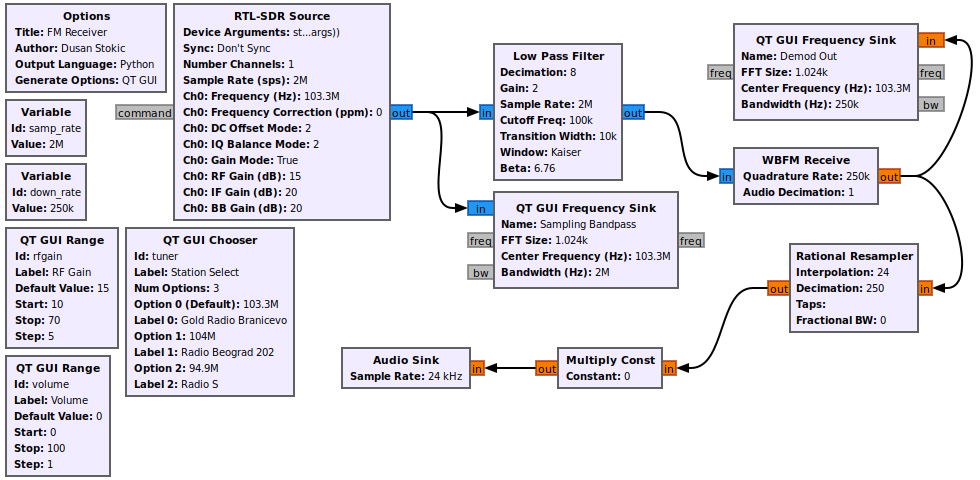 Options
Title: FM Receiver
Author: Dusan Stokic
Output Language: Python
Generate Options: QT GUI
Variable
Id: samp_rate
Value: 2M
Variable
Id: down_rate
Value: 250k
QT GUI Range
Id: rfgain
Label: RF Gain
Default Value: 15
Start: 10
Stop: 70
Step: 5
QT GUI Range
Id: volume
Label: Volume
Default Value: 0
Start: 0
Stop: 100
Step: 1
QT GUI Chooser
Id: tuner
Label: Station Select
Num Options: 3
Option 0 (Default): 103.3M
Label 0: Gold Radio Branicevo
Option 1: 104M
Label 1: Radio Beograd 202
Option 2: 94.9M
Label 2: Radio S
command
RTL-SDR Source
Device Arguments: st...args))
Sync: Don't Sync
Number Channels: 1
Sample Rate (sps): 2M
Ch0: Frequency (Hz): 103.3M
Ch0: Frequency Correction (ppm): 0
Ch0: DC Offset Mode: 2
Ch0: IQ Balance Mode: 2
Ch0: Gain Mode: True
Ch0: RF Gain (dB): 15
Ch0: IF Gain (dB): 20
Ch0: BB Gain (dB): 20
out
in
Low Pass Filter
Decimation: 8
Gain: 2
Sample Rate: 2M
Cutoff Freq: 100k
Transition Width: 10k
Window: Kaiser
Beta: 6.76
out
in
freq
bw
QT GUI Frequency Sink
Name: Sampling Bandpass
FFT Size: 1.024k
Center Frequency (Hz): 103.3M
Bandwidth (Hz): 2M
freq
freq
QT GUI Frequency Sink
Name: Demod Out
FFT Size: 1.024k
Center Frequency (Hz): 103.3M
Bandwidth (Hz): 250k
in
freq
bw
in
WBFM Receive
Quadrature Rate: 250k
Audio Decimation: 1
out
Rational Resampler
Interpolation: 24
Decimation: 250
Taps:
Fractional BW: 0
in
out
Multiply Const
Constant: 0
in
out
Audio Sink
Sample Rate: 24 kHz
in